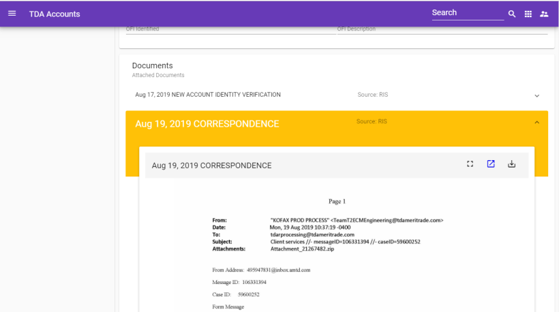 TDA Accounts
Search
OFI Identified OFI Description
Documents
Attached Documents
Aug 17, 2019 NEW ACCOUNT IDENTITY VERIFICATION Source: RIS
Aug 19, 2019 CORRESPONDENCE Source: RIS
Aug 19, 2019 CORRESPONDENCE
Page 1
From: "KOFAX PROD PROCESS" <TeamT2ECMEngineering@tdameritrade.com>
Date: Mon, 19 Aug 2019 10:37:19 -0400
To: tdarprocessing@tdameritrade.com
Subject: Client services //- messageID=106331394 //- caseID=59600252
Attachments: Attachment_21267482.zip
From Address: 405947831@inbox.amtd.com
Message ID: 106331394
Case ID: 59600252
Form Message